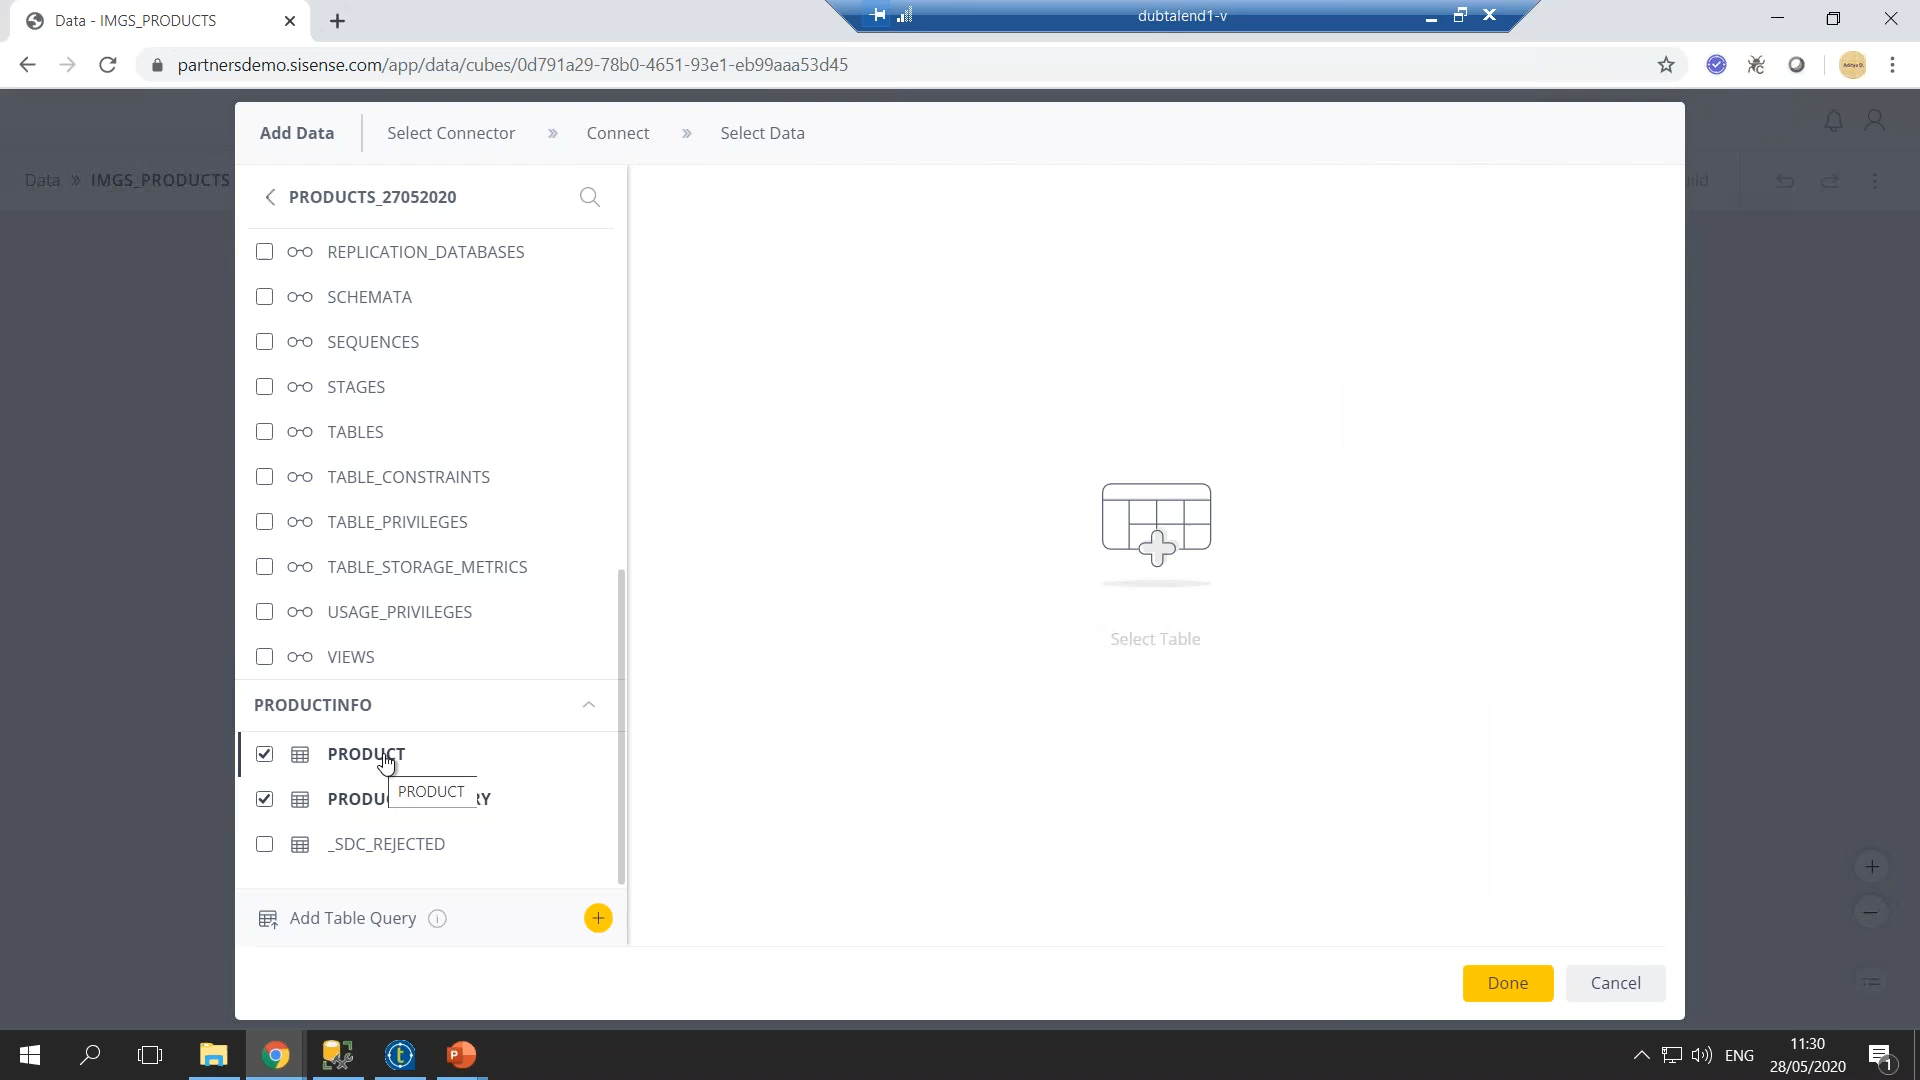 Data - IMGS_PRODUCTS
dubtalend1-v
partnersdemo.sisense.com/app/data/cubes/0d791a29-78b0-4651-93e1-eb99aaa53d45
Aditya D.
Add Data
Select Connector » Connect » Select Data
Data » IMGS_PRODUCTS
PRODUCTS_27052020
REPLICATION_DATABASES
SCHEMATA
SEQUENCES
STAGES
TABLES
TABLE_CONSTRAINTS
TABLE_PRIVILEGES
TABLE_STORAGE_METRICS
USAGE_PRIVILEGES
VIEWS
Select Table
PRODUCTINFO
PRODUCT
PRODUCT
_SDC_REJECTED
Add Table Query
Done
Cancel
ENG
11:30
28/05/2020
1